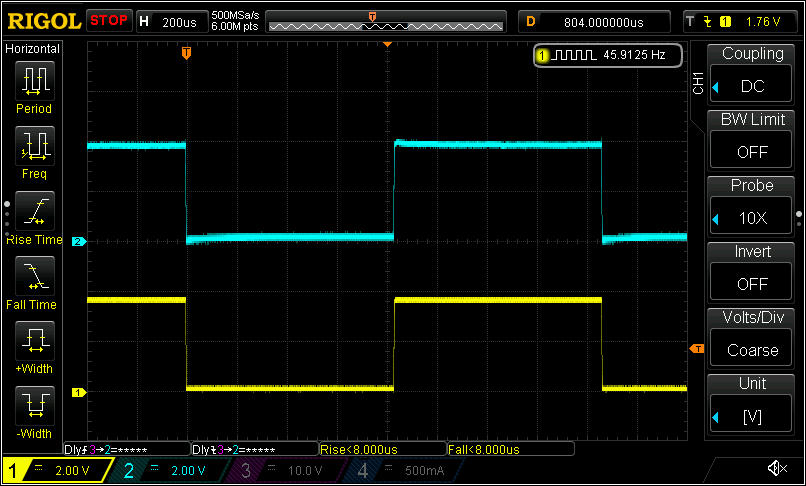 RIGOL STOP H 200us 500MSa/s 6.00M pts T D 804.000000us T 1 1.76 V
Horizontal
Period
Freq
Rise Time
Fall Time
+Width
-Width
T
1 45.9125 Hz
2
1
T
CH1
Coupling
DC
BW Limit
OFF
Probe
10X
Invert
OFF
Volts/Div
Coarse
Unit
[V]
Dly 3→2=***** Dly 3→2=***** Rise<8.000us Fall<8.000us
1 2.00 V 2 2.00 V 3 10.0 V 4 500mA